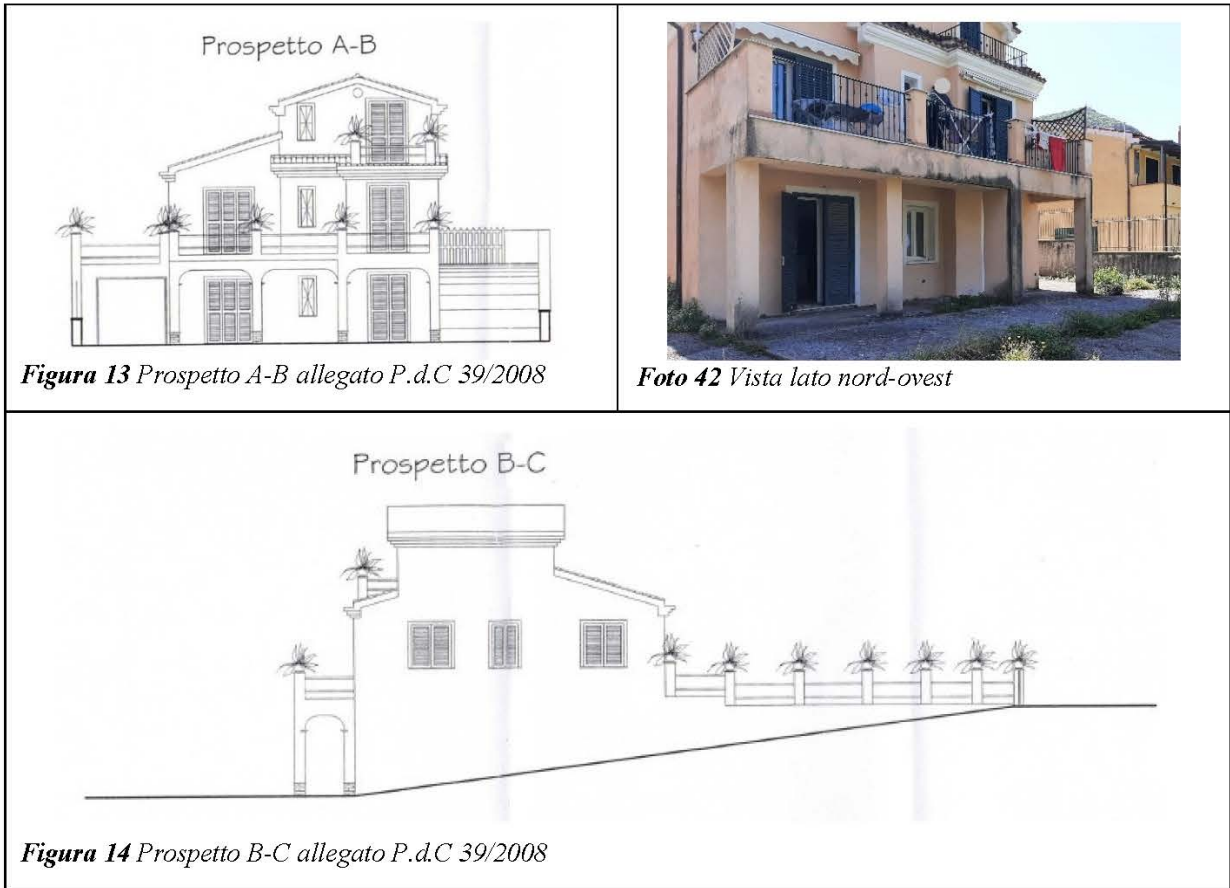 Prospetto A-B
Figura 13 Prospetto A-B allegato P.d.C 39/2008
Foto 42 Vista lato nord-ovest
Prospetto B-C
Figura 14 Prospetto B-C allegato P.d.C 39/2008